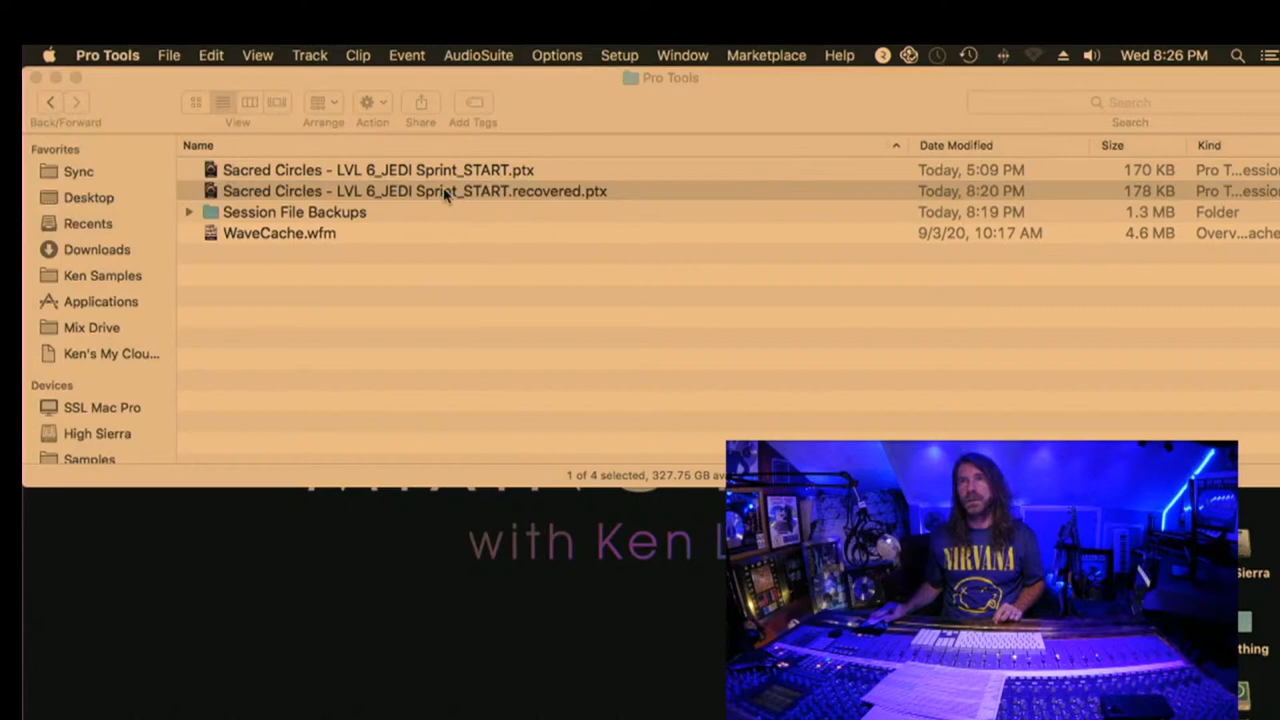 Pro Tools File Edit View Track Clip Event AudioSuite Options Setup Window Marketplace Help Wed 8:26 PM
Pro Tools
Search
Back/Forward View Arrange Action Share Add Tags Search
Favorites
Sync
Desktop
Recents
Downloads
Ken Samples
Applications
Mix Drive
Ken's My Clou...
Devices
SSL Mac Pro
High Sierra
Samples
Name Date Modified Size Kind
Sacred Circles - LVL 6_JEDI Sprint_START.ptx Today, 5:09 PM 170 KB Pro T...ession
Sacred Circles - LVL 6_JEDI Sprint_START.recovered.ptx Today, 8:20 PM 178 KB Pro T...ession
Session File Backups Today, 8:19 PM 1.3 MB Folder
WaveCache.wfm 9/3/20, 10:17 AM 4.6 MB Overv...ache
1 of 4 selected, 327.75 GB
with Ken
NIRVANA
Sierra
thing